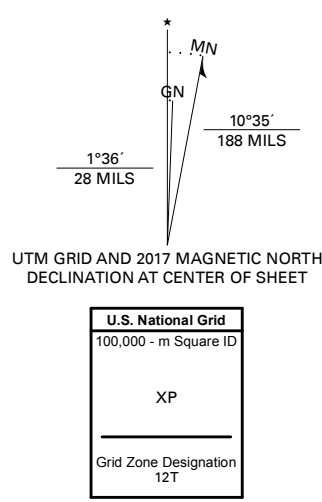 ★
MN
GN
10°35´
188 MILS
1°36´
28 MILS
UTM GRID AND 2017 MAGNETIC NORTH
DECLINATION AT CENTER OF SHEET
U.S. National Grid
100,000 - m Square ID
XP
Grid Zone Designation
12T